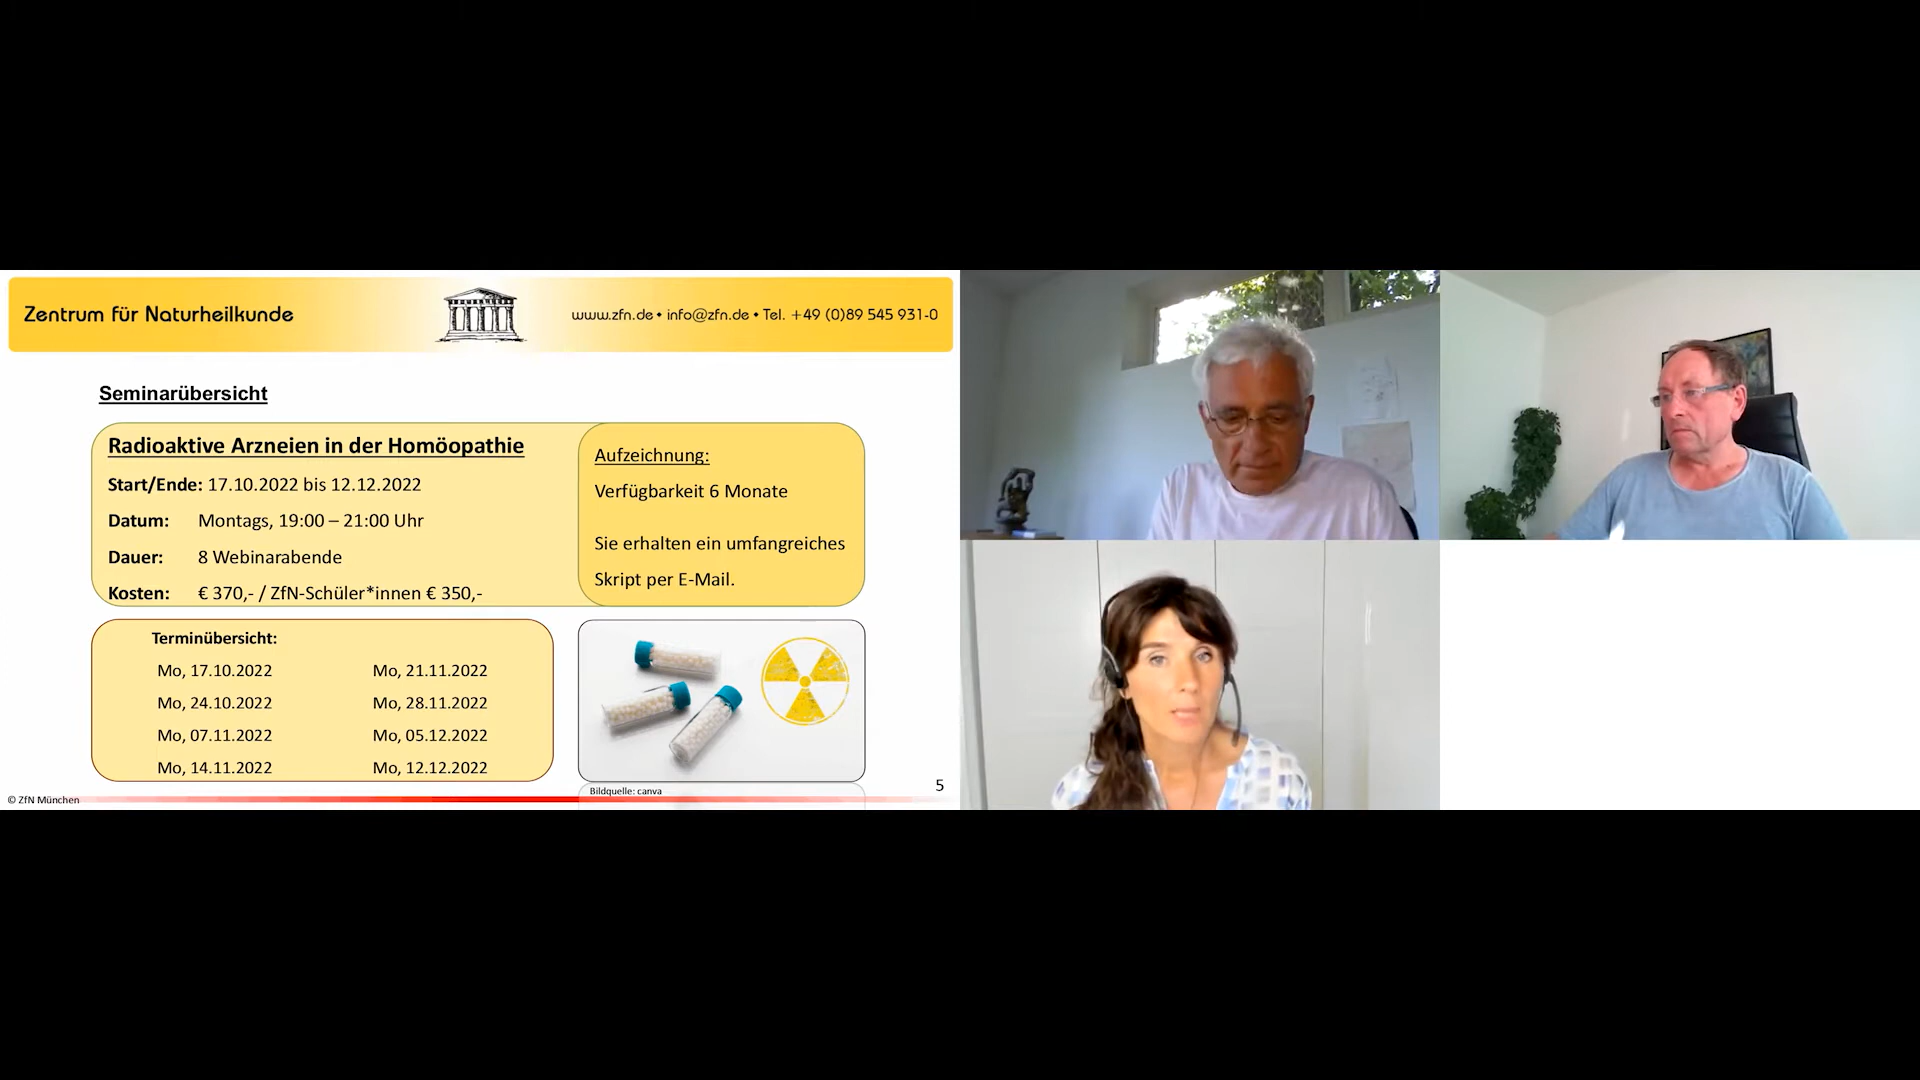 Zentrum für Naturheilkunde
www.zfn.de • info@zfn.de • Tel. +49 (0)89 545 931-0
Seminarübersicht
Radioaktive Arzneien in der Homöopathie
Start/Ende: 17.10.2022 bis 12.12.2022
Datum: Montags, 19:00 – 21:00 Uhr
Dauer: 8 Webinarabende
Kosten: € 370,- / ZfN-Schüler*innen € 350,-
Aufzeichnung:
Verfügbarkeit 6 Monate
Sie erhalten ein umfangreiches
Skript per E-Mail.
Terminübersicht:
Mo, 17.10.2022 Mo, 21.11.2022
Mo, 24.10.2022 Mo, 28.11.2022
Mo, 07.11.2022 Mo, 05.12.2022
Mo, 14.11.2022 Mo, 12.12.2022
Bildquelle: canva
5
© ZfN München